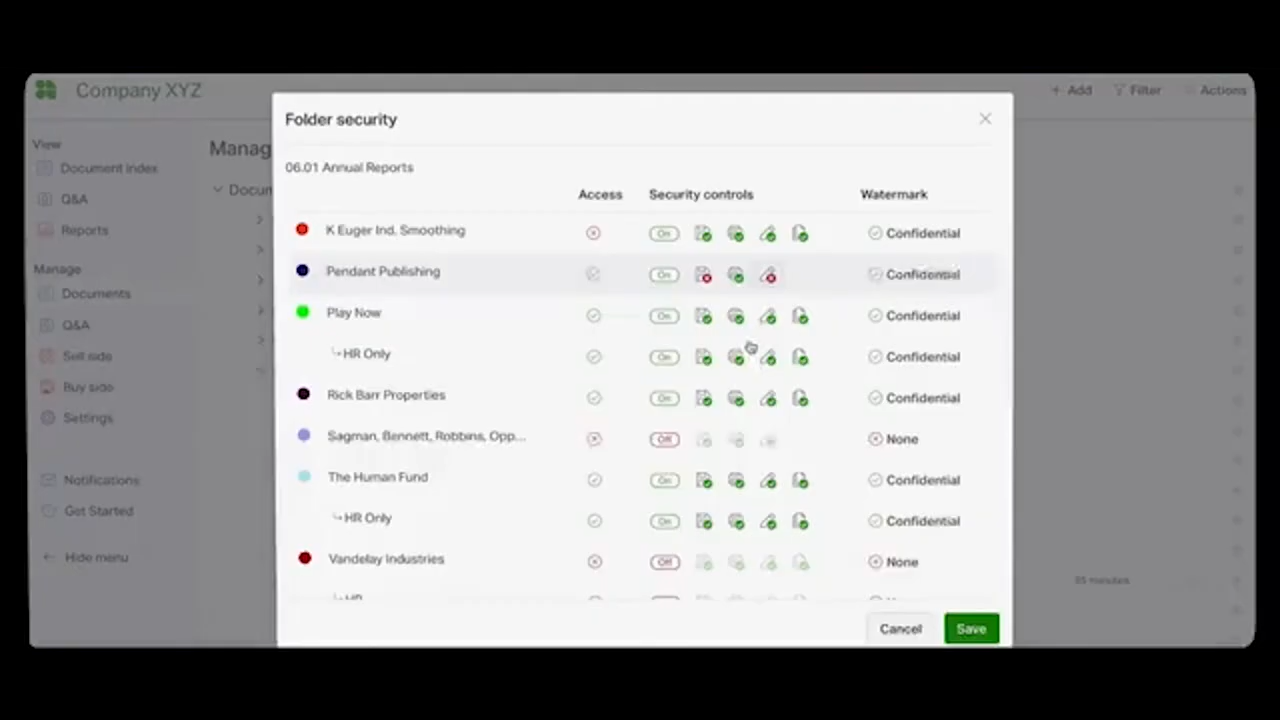 Company XYZ
+ Add Filter Actions
Folder security
View
Manag
Document Index
06.01 Annual Reports
Docum
Access Security controls Watermark
Q&A
Reports
K Euger Ind. Smoothing On Confidential
Manage
Pendant Publishing On Confidential
Documents
Play Now On Confidential
Q&A
HR Only On Confidential
Sell side
Buy side
Rick Barr Properties On Confidential
Settings
Sagman, Bennett, Robbins, Opp... Off None
Notifications
The Human Fund On Confidential
Get Started
HR Only On Confidential
Hide menu
Vandelay Industries Off None
HR
Cancel Save